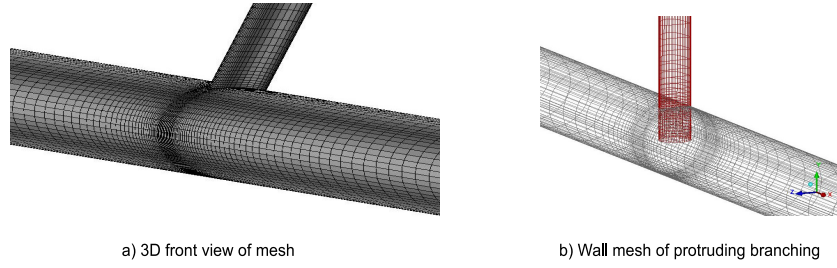 Y
Z
X
a) 3D front view of mesh
b) Wall mesh of protruding branching